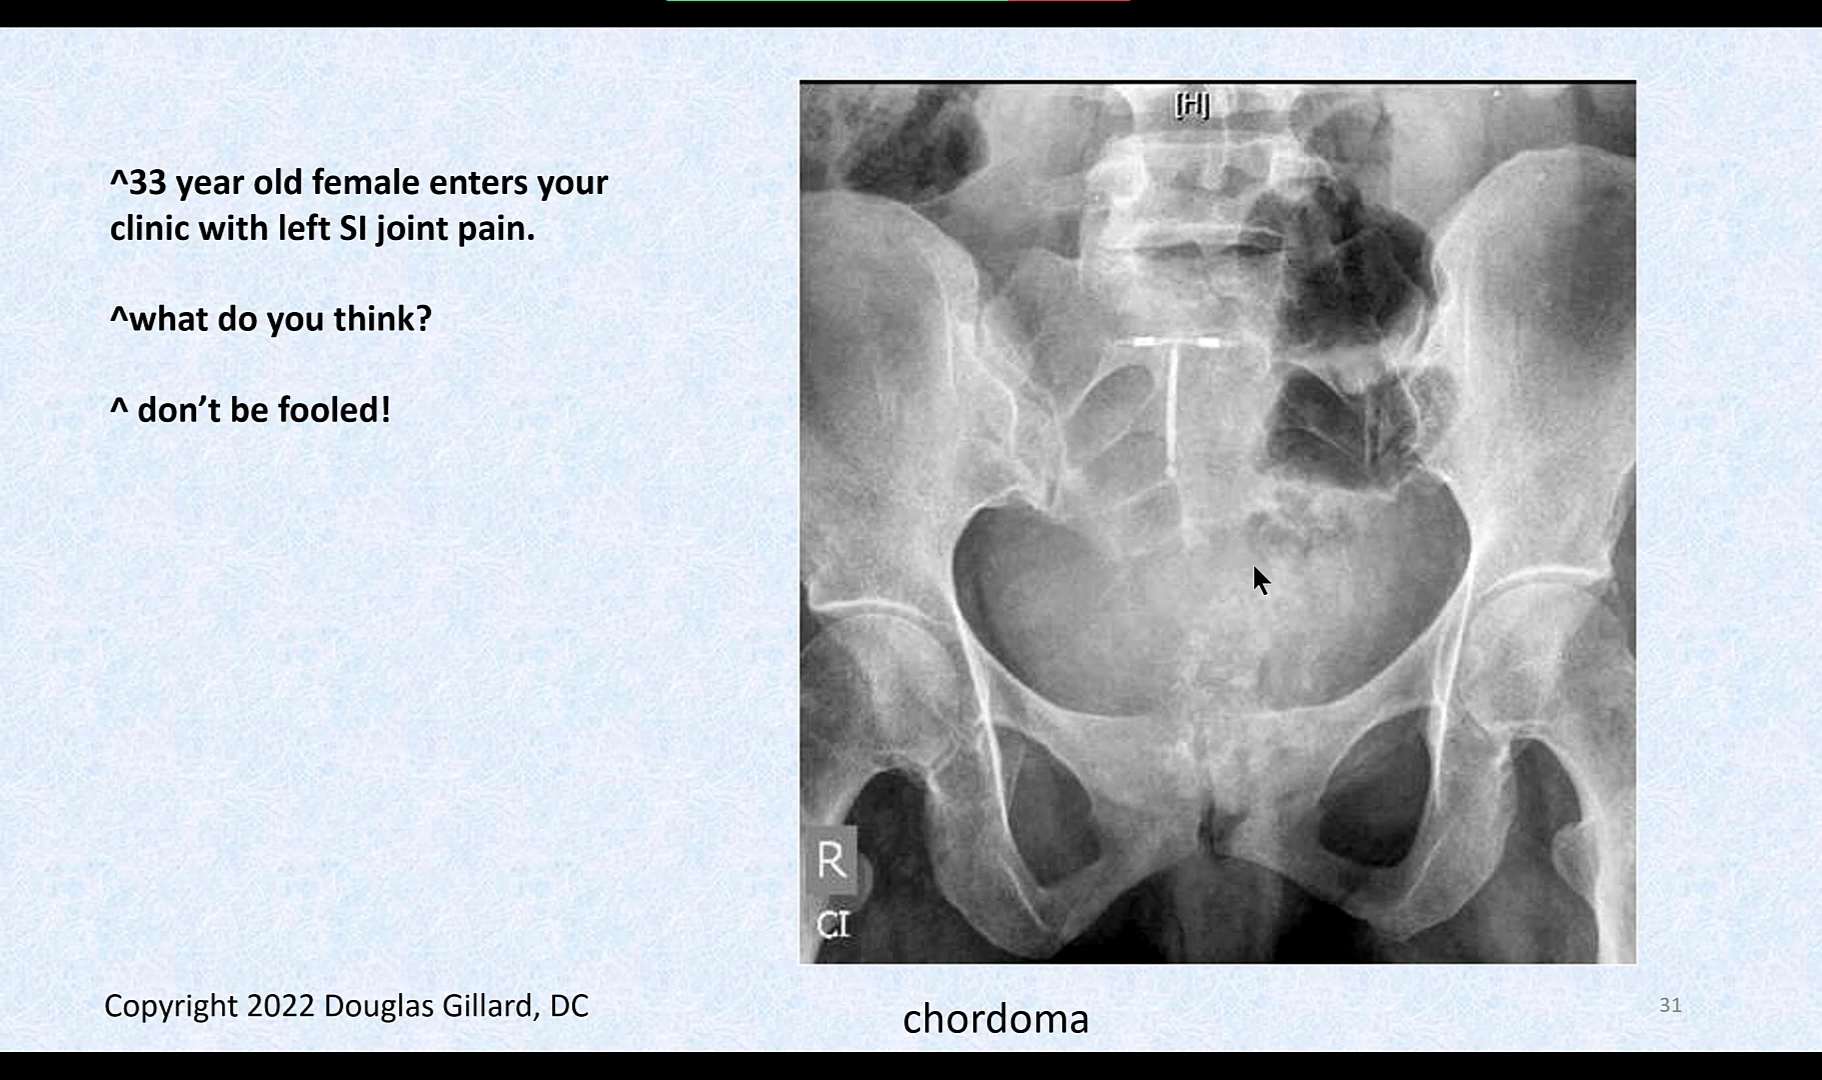 ^33 year old female enters your
clinic with left SI joint pain.
^what do you think?
^ don’t be fooled!
[H]
R
CI
Copyright 2022 Douglas Gillard, DC
chordoma
31